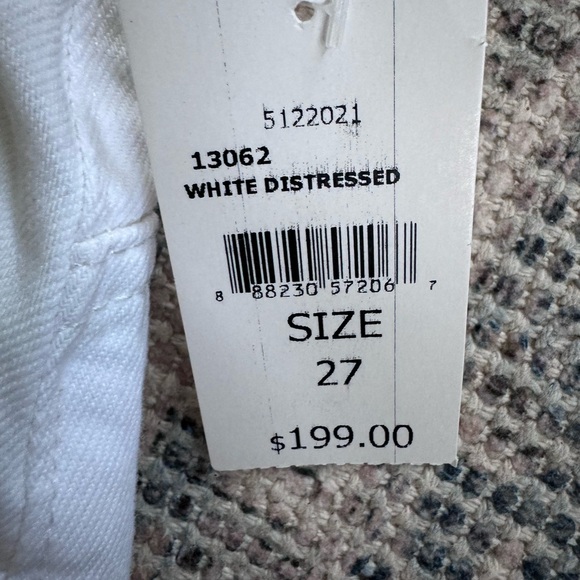 5122021
13062
WHITE DISTRESSED
8 88230 57206 7
SIZE
27
$199.00